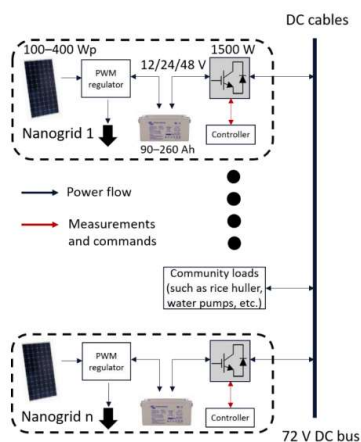 DC cables
100–400 Wp
1500 W
PWM
regulator
12/24/48 V
Nanogrid 1
90–260 Ah
Controller
Power flow
Measurements
and commands
Community loads
(such as rice huller,
water pumps, etc.)
PWM
regulator
Nanogrid n
Controller
72 V DC bus